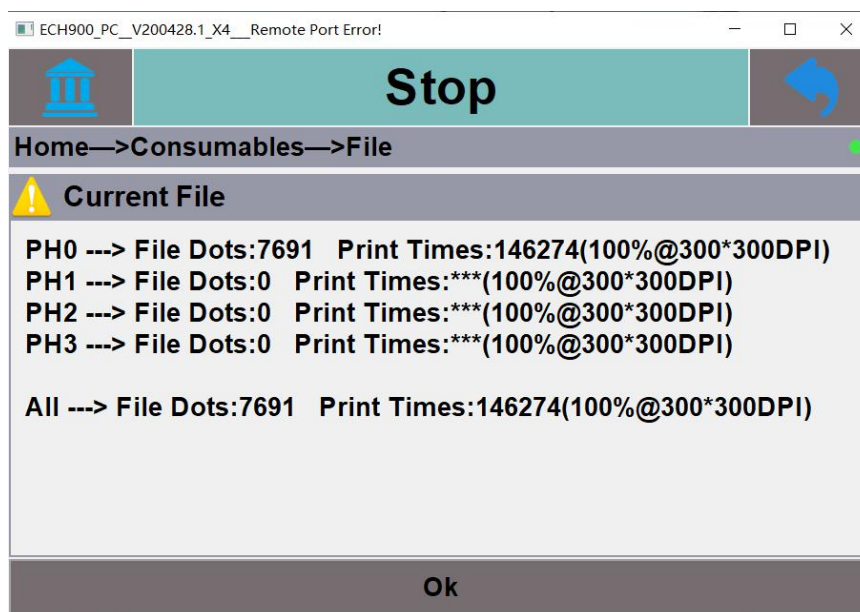 ECH900_PC__V200428.1_X4___Remote Port Error!
Stop
Home—>Consumables—>File
Current File
PH0 ---> File Dots:7691 Print Times:146274(100%@300*300DPI)
PH1 ---> File Dots:0 Print Times:***(100%@300*300DPI)
PH2 ---> File Dots:0 Print Times:***(100%@300*300DPI)
PH3 ---> File Dots:0 Print Times:***(100%@300*300DPI)
All ---> File Dots:7691 Print Times:146274(100%@300*300DPI)
Ok